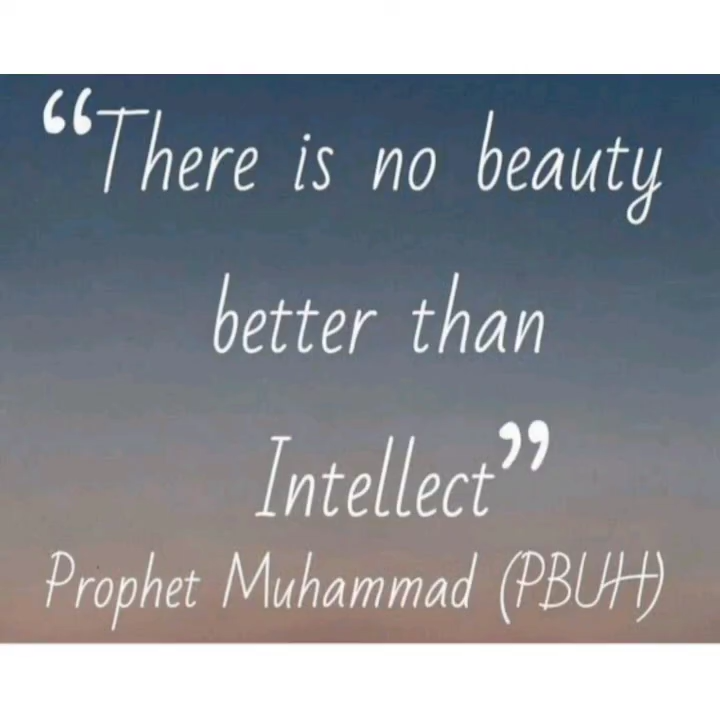 “There is no beauty
better than
Intellect”
Prophet Muhammad (PBUH)